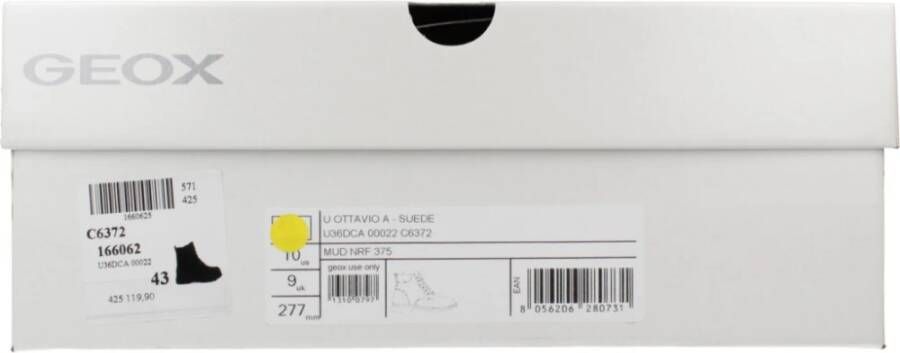 GEOX
571
425
1660625
C6372
166062
U36DCA 00022
43
425 119,90
U OTTAVIO A - SUEDE
U36DCA 00022 C6372
MUD NRF 375
10 us
9 uk
277 mm
geox use only
EAN
8 056206 280731